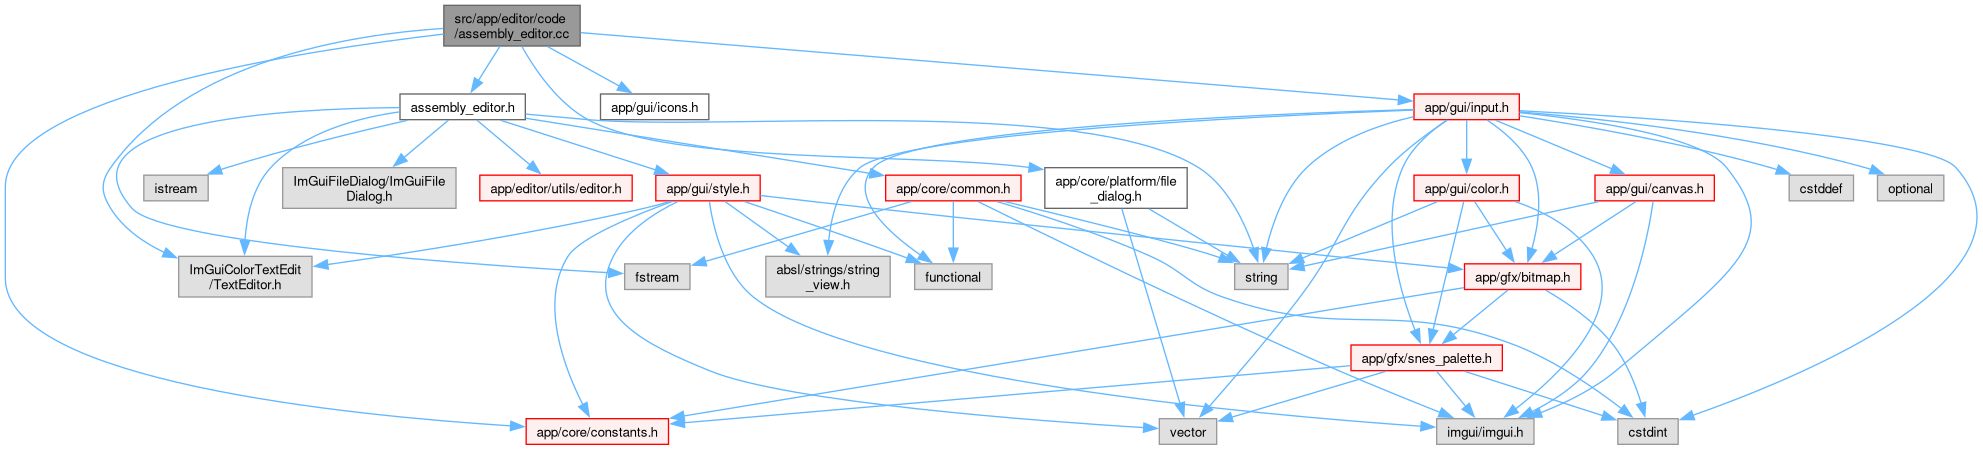 src/app/editor/code
/assembly_editor.cc
assembly_editor.h
app/gui/icons.h
app/gui/input.h
istream
ImGuiFileDialog/ImGuiFile
Dialog.h
app/editor/utils/editor.h
app/gui/style.h
app/core/common.h
app/core/platform/file
_dialog.h
app/gui/color.h
app/gui/canvas.h
cstddef
optional
ImGuiColorTextEdit
/TextEditor.h
fstream
absl/strings/string
_view.h
functional
string
app/gfx/bitmap.h
app/gfx/snes_palette.h
app/core/constants.h
vector
imgui/imgui.h
cstdint